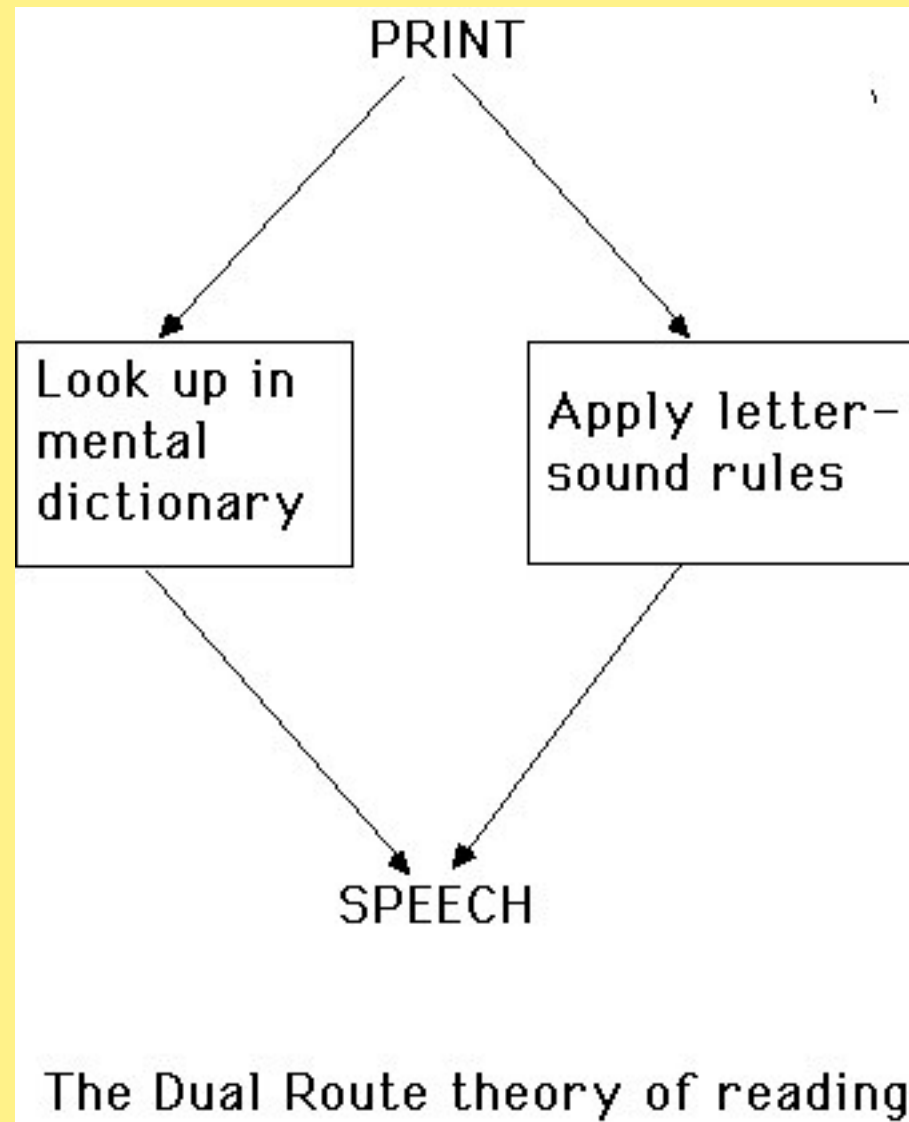 PRINT
Look up in
mental
dictionary
Apply letter-
sound rules
SPEECH
The Dual Route theory of reading